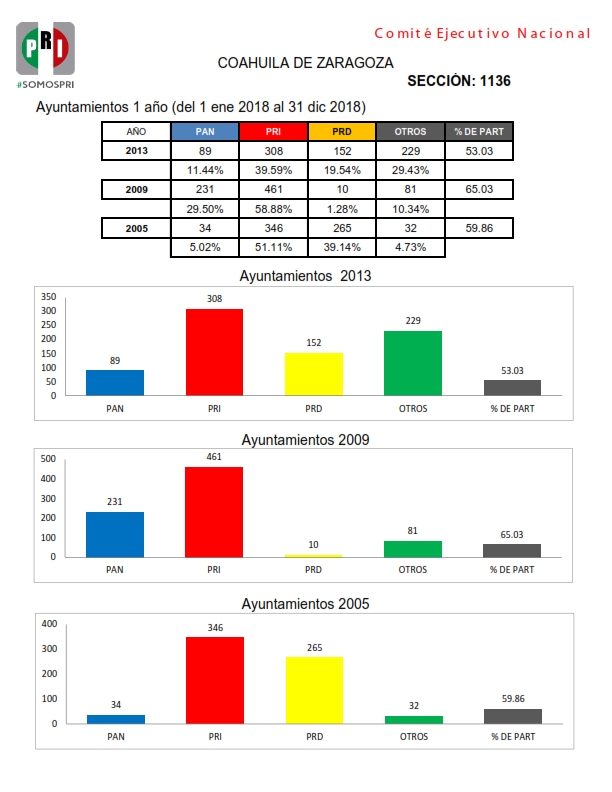 Comité Ejecutivo Nacional
PRI
#SOMOSPRI
COAHUILA DE ZARAGOZA
SECCIÓN: 1136
Ayuntamientos 1 año (del 1 ene 2018 al 31 dic 2018)
AÑO PAN PRI PRD OTROS % DE PART
2013 89 308 152 229 53.03
11.44% 39.59% 19.54% 29.43%
2009 231 461 10 81 65.03
29.50% 58.88% 1.28% 10.34%
2005 34 346 265 32 59.86
5.02% 51.11% 39.14% 4.73%
Ayuntamientos 2013
350
300
250
200
150
100
50
0
89 308 152 229 53.03
PAN PRI PRD OTROS % DE PART
Ayuntamientos 2009
500
400
300
200
100
0
231 461 10 81 65.03
PAN PRI PRD OTROS % DE PART
Ayuntamientos 2005
400
300
200
100
0
34 346 265 32 59.86
PAN PRI PRD OTROS % DE PART